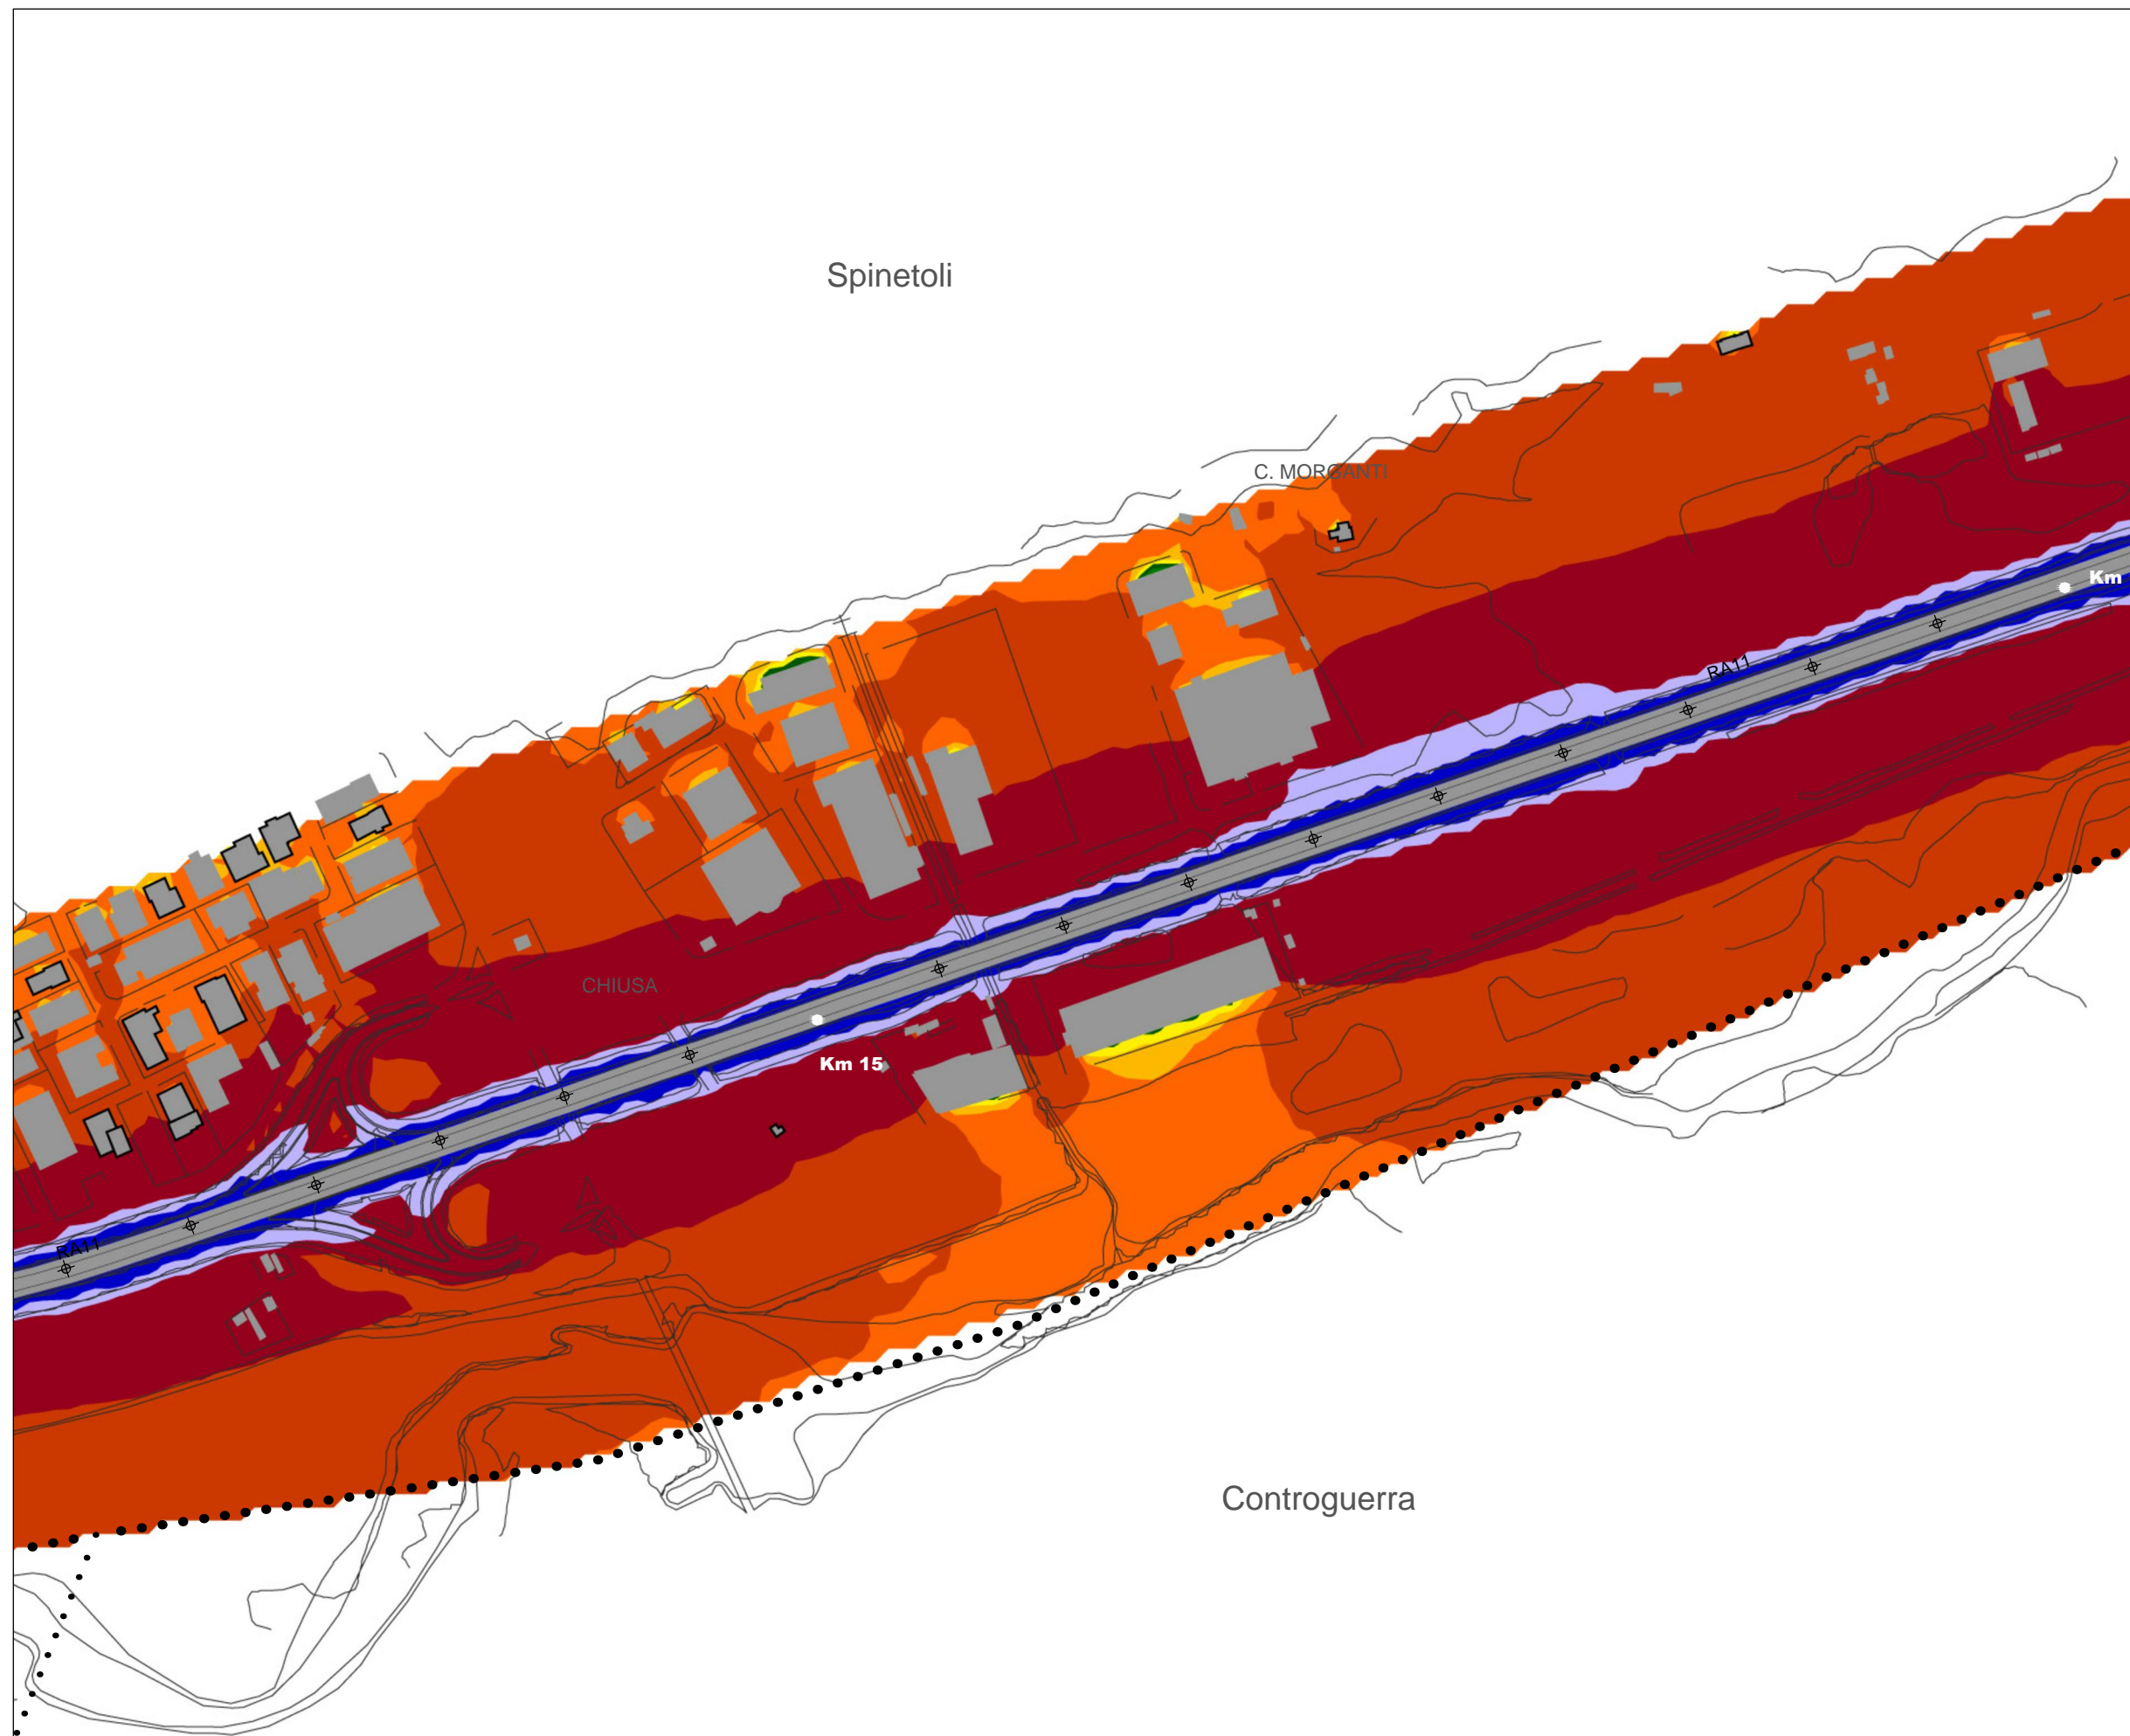 Spinetoli
C. MORGANTI
Km
RA11
CHIUSA
Km 15
RA11
Controguerra